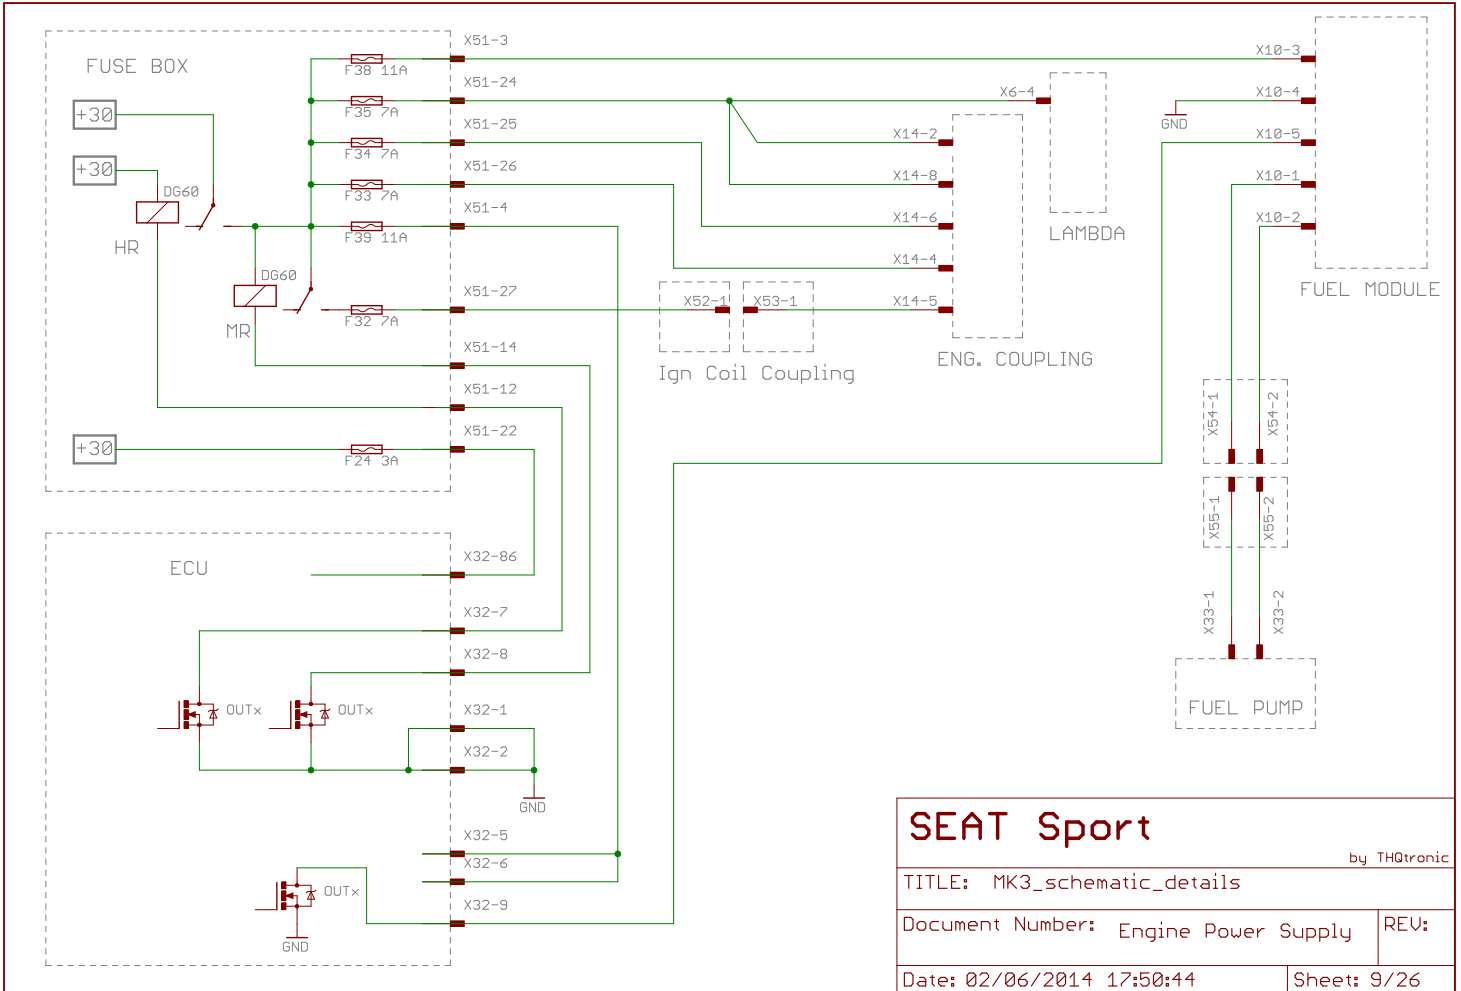 FUSE BOX
+30
+30
DG60
HR
DG60
MR
+30
F38 11A
F35 7A
F34 7A
F33 7A
F39 11A
F32 7A
F24 3A
X51-3
X51-24
X51-25
X51-26
X51-4
X51-27
X51-14
X51-12
X51-22
X52-1
X53-1
Ign Coil Coupling
X14-2
X14-8
X14-6
X14-4
X14-5
ENG. COUPLING
X6-4
LAMBDA
GND
X10-3
X10-4
X10-5
X10-1
X10-2
FUEL MODULE
X54-1
X54-2
X55-1
X55-2
X33-1
X33-2
FUEL PUMP
ECU
OUTx
OUTx
OUTx
GND
X32-86
X32-7
X32-8
X32-1
X32-2
GND
X32-5
X32-6
X32-9
SEAT Sport
by THQtronic
TITLE: MK3_schematic_details
Document Number: Engine Power Supply
REV:
Date: 02/06/2014 17:50:44
Sheet: 9/26